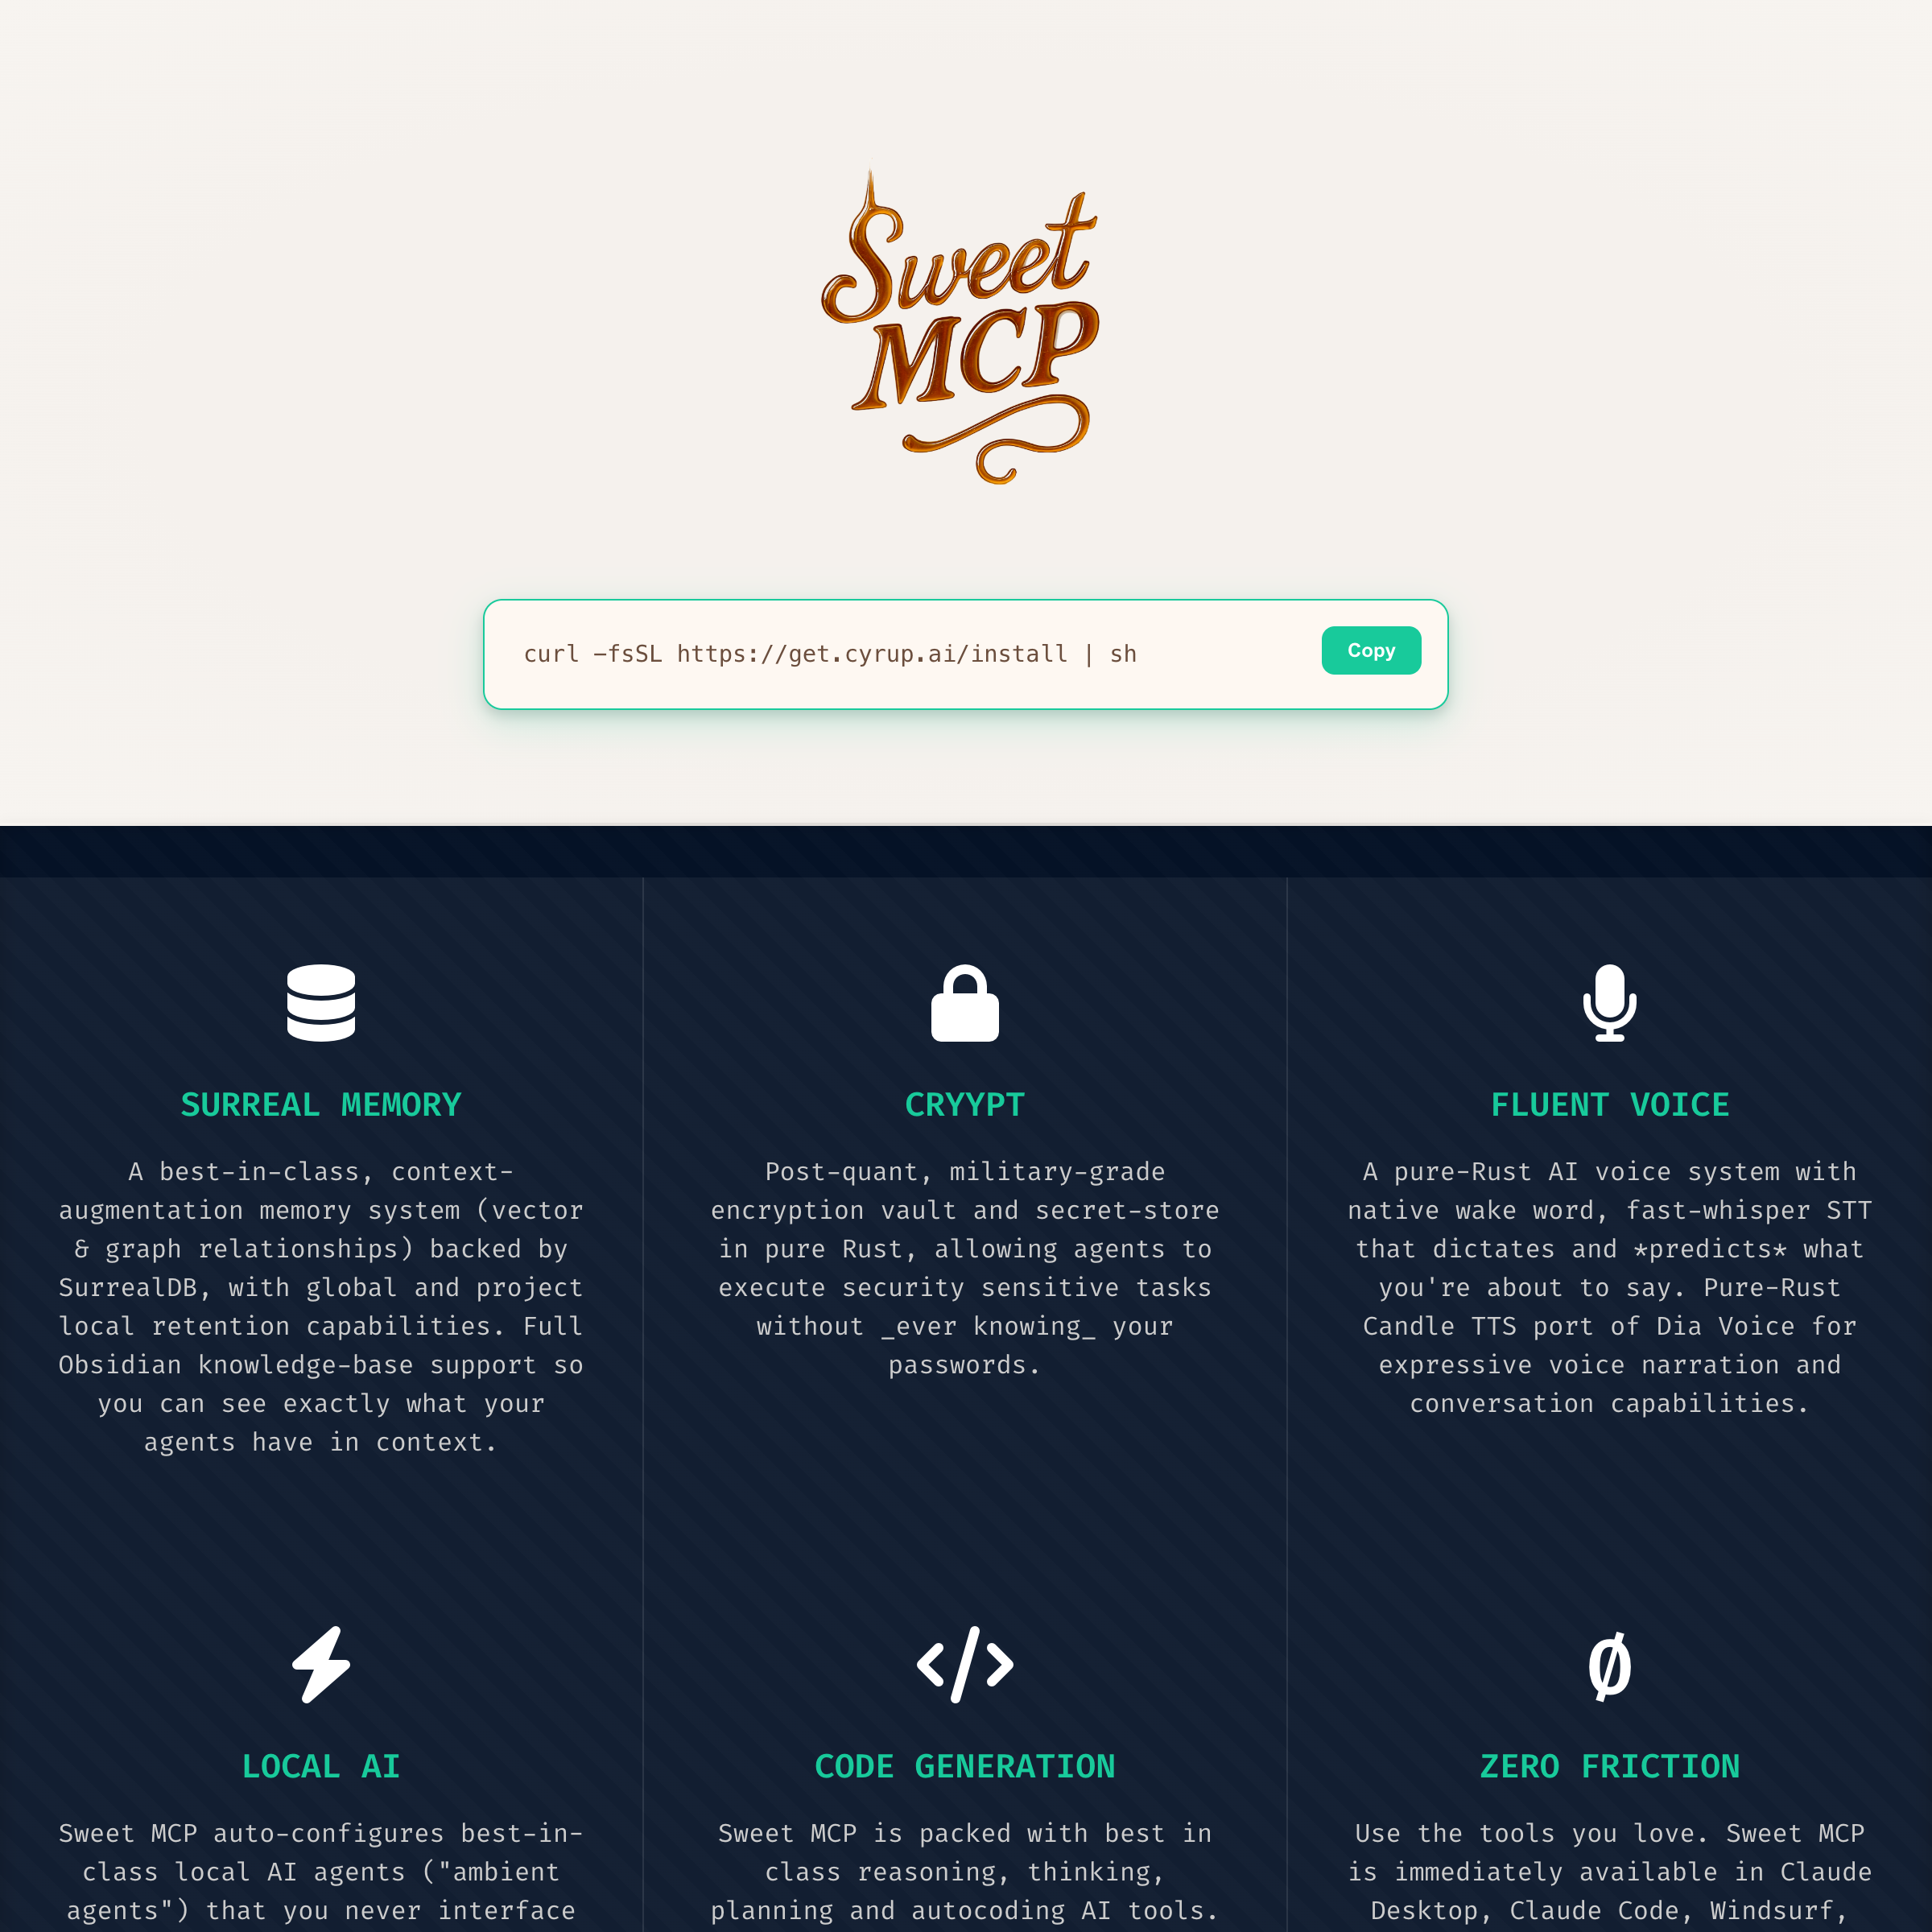 Sweet
MCP
curl -fsSL https://get.cyrup.ai/install | sh
Copy
SURREAL MEMORY
A best-in-class, context-
augmentation memory system (vector
& graph relationships) backed by
SurrealDB, with global and project
local retention capabilities. Full
Obsidian knowledge-base support so
you can see exactly what your
agents have in context.
CRYYPT
Post-quant, military-grade
encryption vault and secret-store
in pure Rust, allowing agents to
execute security sensitive tasks
without _ever knowing_ your
passwords.
FLUENT VOICE
A pure-Rust AI voice system with
native wake word, fast-whisper STT
that dictates and *predicts* what
you're about to say. Pure-Rust
Candle TTS port of Dia Voice for
expressive voice narration and
conversation capabilities.
LOCAL AI
Sweet MCP auto-configures best-in-
class local AI agents ("ambient
agents") that you never interface
CODE GENERATION
Sweet MCP is packed with best in
class reasoning, thinking,
planning and autocoding AI tools.
Ø
ZERO FRICTION
Use the tools you love. Sweet MCP
is immediately available in Claude
Desktop, Claude Code, Windsurf,